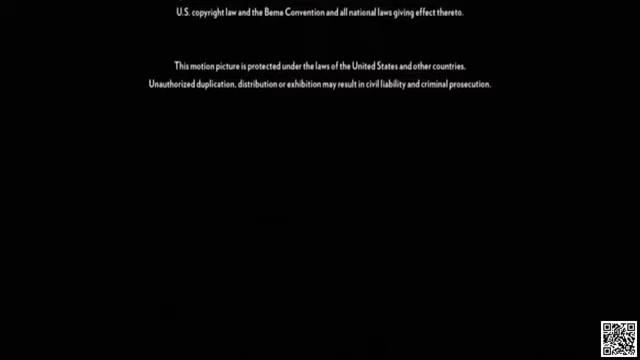 U.S. copyright law and the Berne Convention and all national laws giving effect thereto.
This motion picture is protected under the laws of the United States and other countries.
Unauthorized duplication, distribution or exhibition may result in civil liability and criminal prosecution.